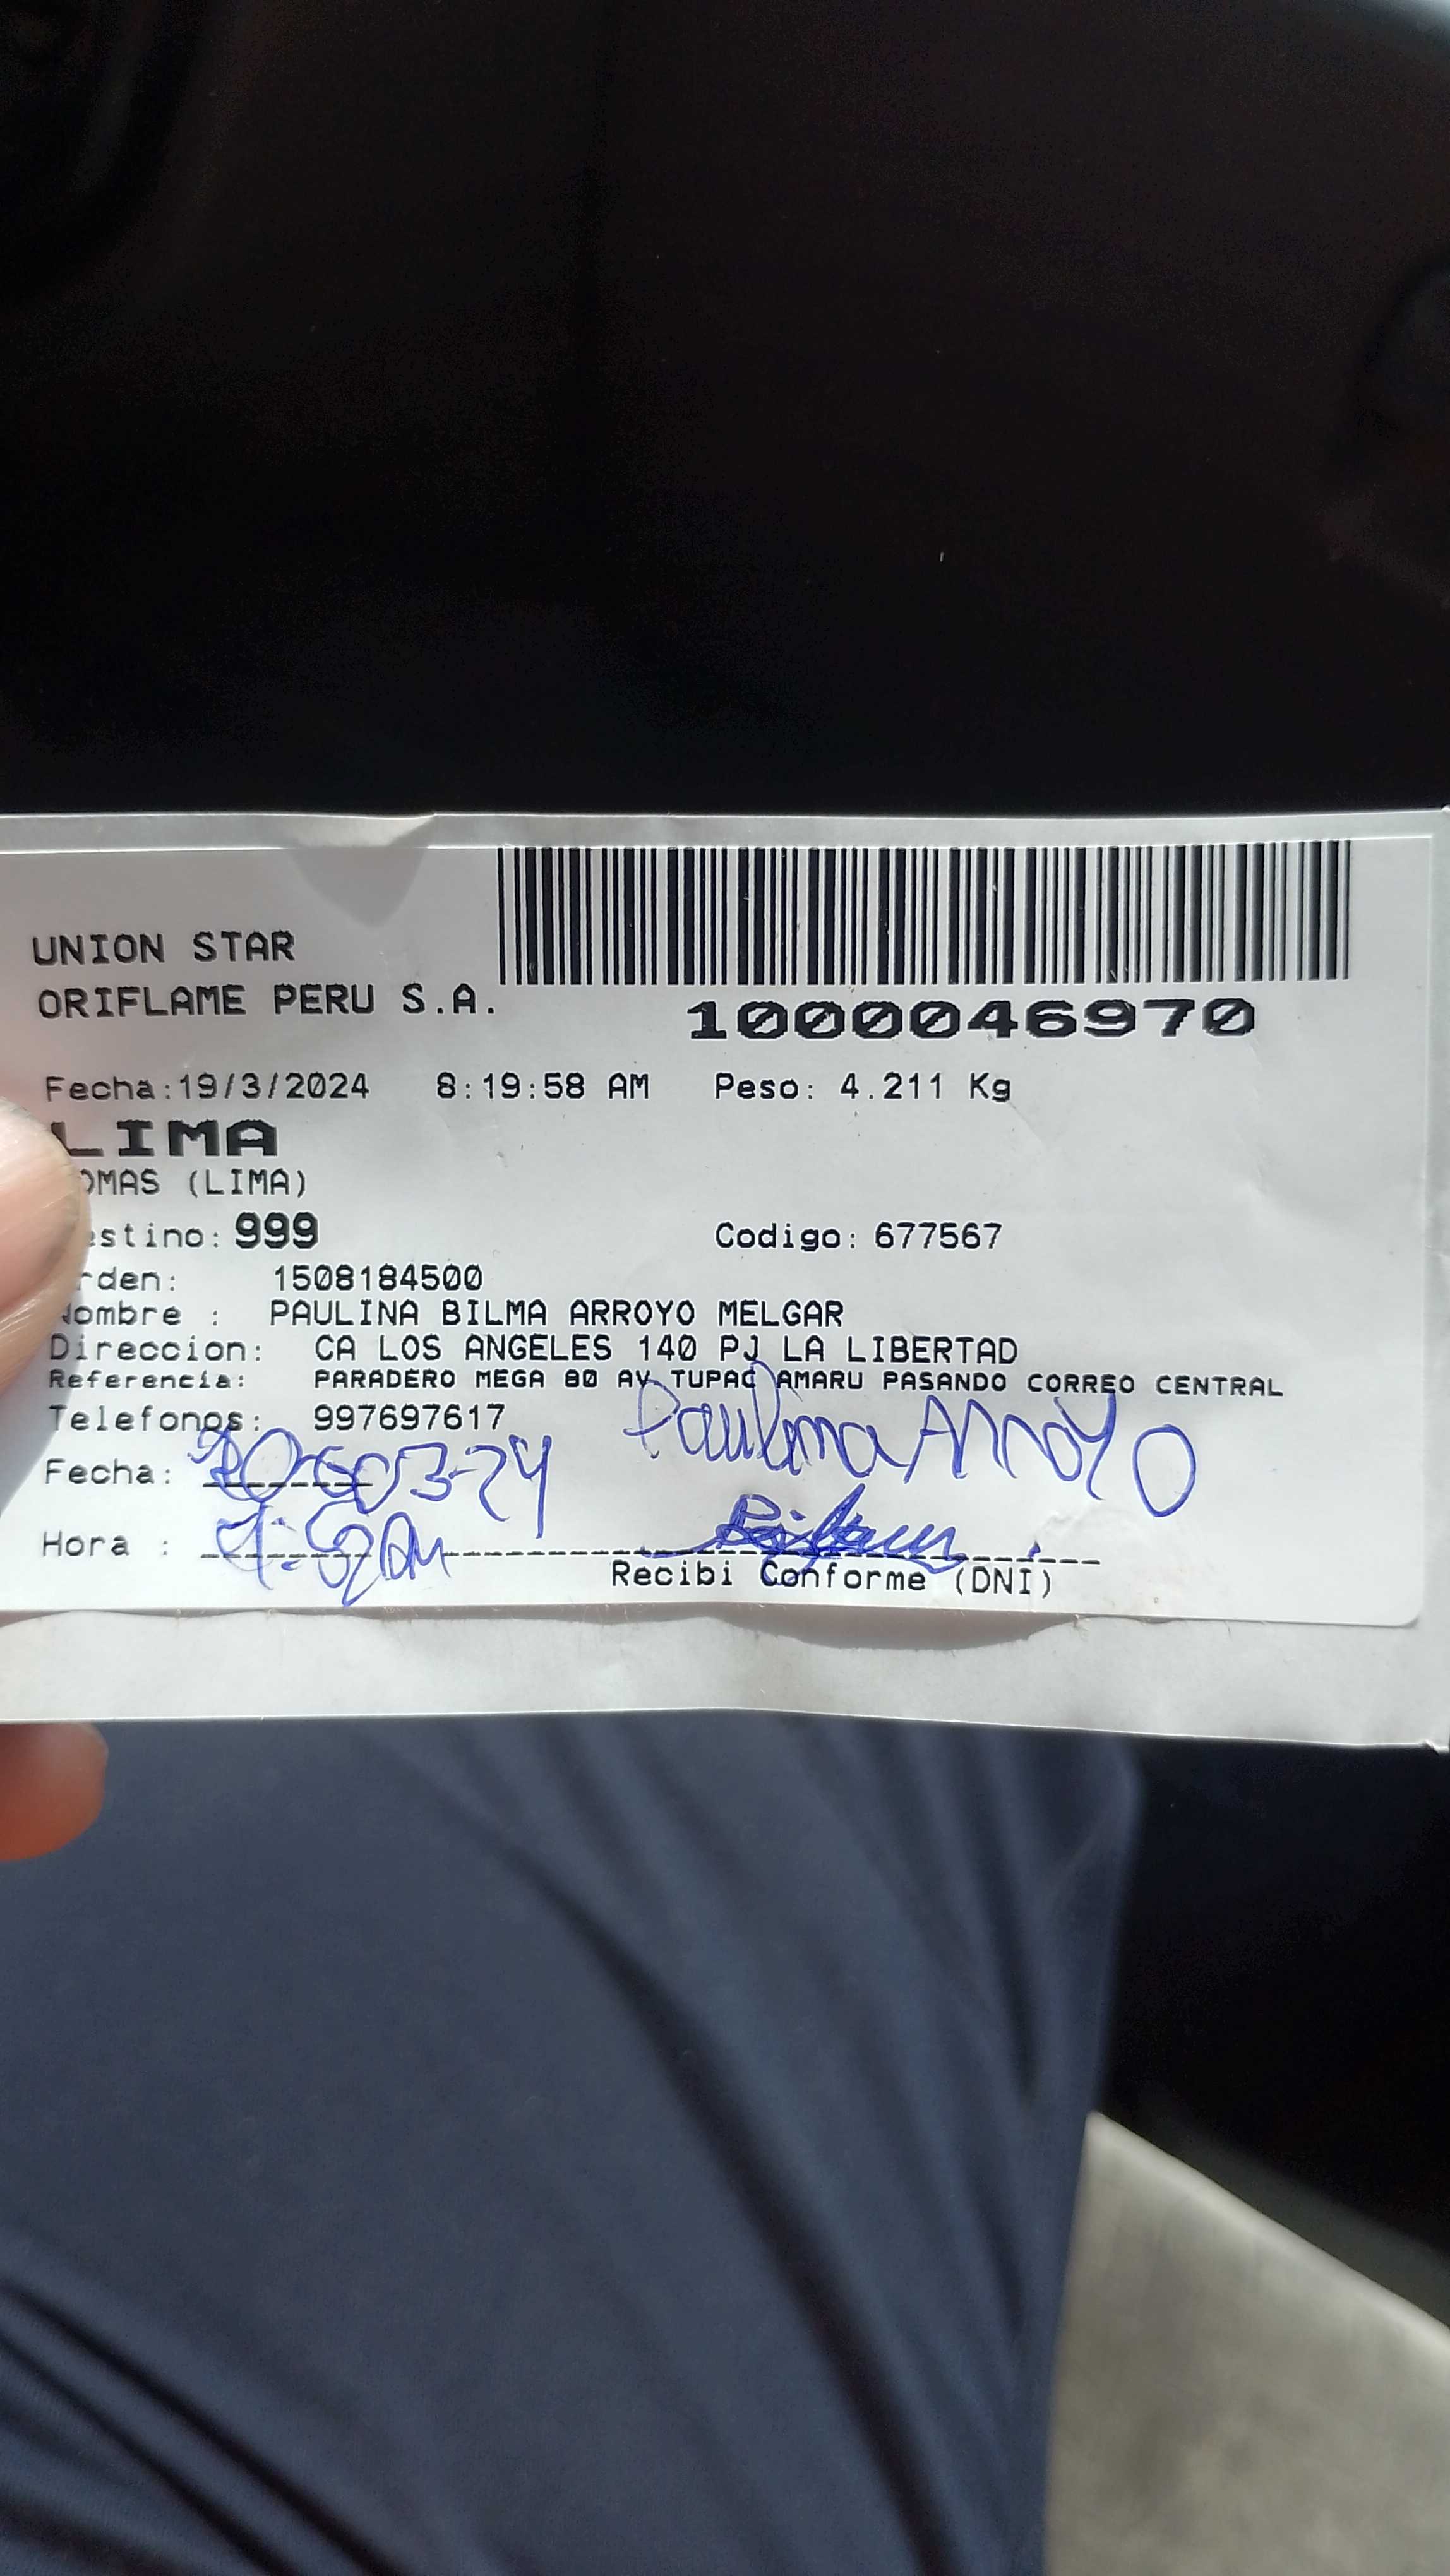 UNION STAR
ORIFLAME PERU S.A.
1000046970
Fecha:19/3/2024 8:19:58 AM Peso: 4.211 Kg
LIMA
OMAS (LIMA)
estino: 999 Codigo: 677567
rden: 1508184500
Nombre : PAULINA BILMA ARROYO MELGAR
Direccion: CA LOS ANGELES 140 PJ LA LIBERTAD
Referencia: PARADERO MEGA 80 AV TUPAC AMARU PASANDO CORREO CENTRAL
Telefonos: 997697617
Paulina Arroyo
Fecha:
Hora :
Recibi Conforme (DNI)